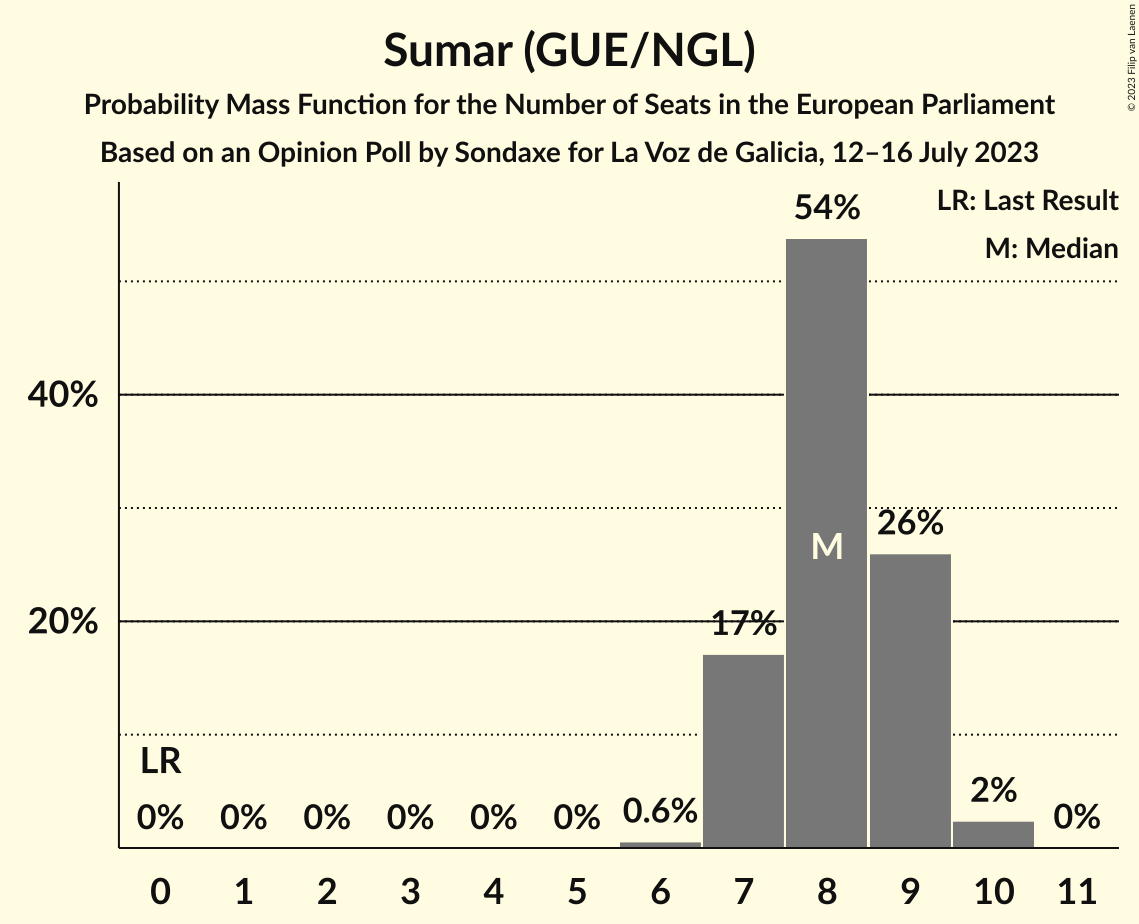 Sumar (GUE/NGL)
Probability Mass Function for the Number of Seats in the European Parliament
Based on an Opinion Poll by Sondaxe for La Voz de Galicia, 12–16 July 2023
© 2023 Filip van Laenen
LR: Last Result
M: Median
54%
40%
26%
M
20%
17%
LR
0% 0% 0% 0% 0% 0% 0.6% 2% 0%
0 1 2 3 4 5 6 7 8 9 10 11